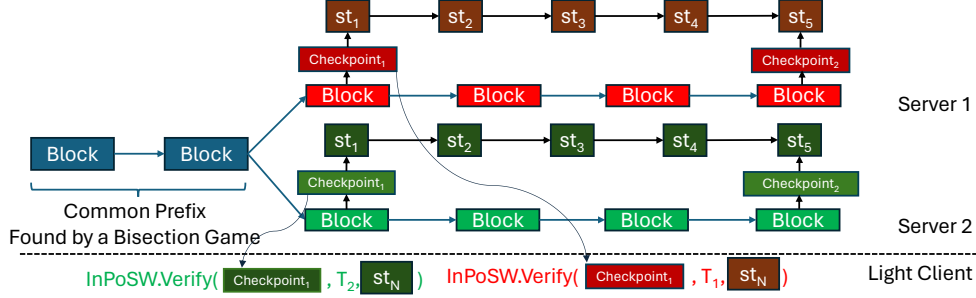 st₁ st₂ st₃ st₄ st₅
Checkpoint₁ Checkpoint₂
Block Block Block Block
Server 1
st₁ st₂ st₃ st₄ st₅
Block Block
Checkpoint₁ Checkpoint₂
Common Prefix
Found by a Bisection Game
Block Block Block Block
Server 2
InPoSW.Verify( Checkpoint₁ , T₂, st_N )
InPoSW.Verify( Checkpoint₁ , T₁, st_N )
Light Client